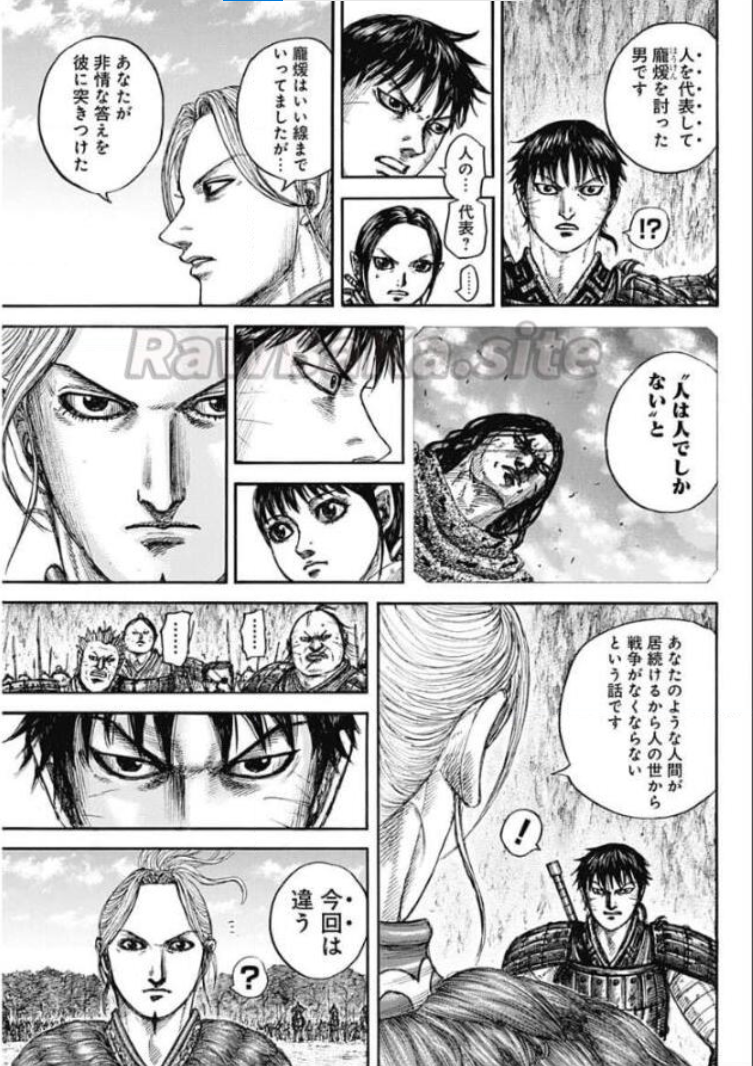 人を代表して
龐煖を討った
男です
ほうけん
!?
人の…
代表?
……
龐煖はいい線まで
いってましたが…
あなたが
非情な答えを
彼に突きつけた
RawKuka.site
〝人は人でしか
ない〟と
あなたのような人間が
居続けるから人の世から
戦争がなくならない
という話です
!
……
……
今回は
違う
?